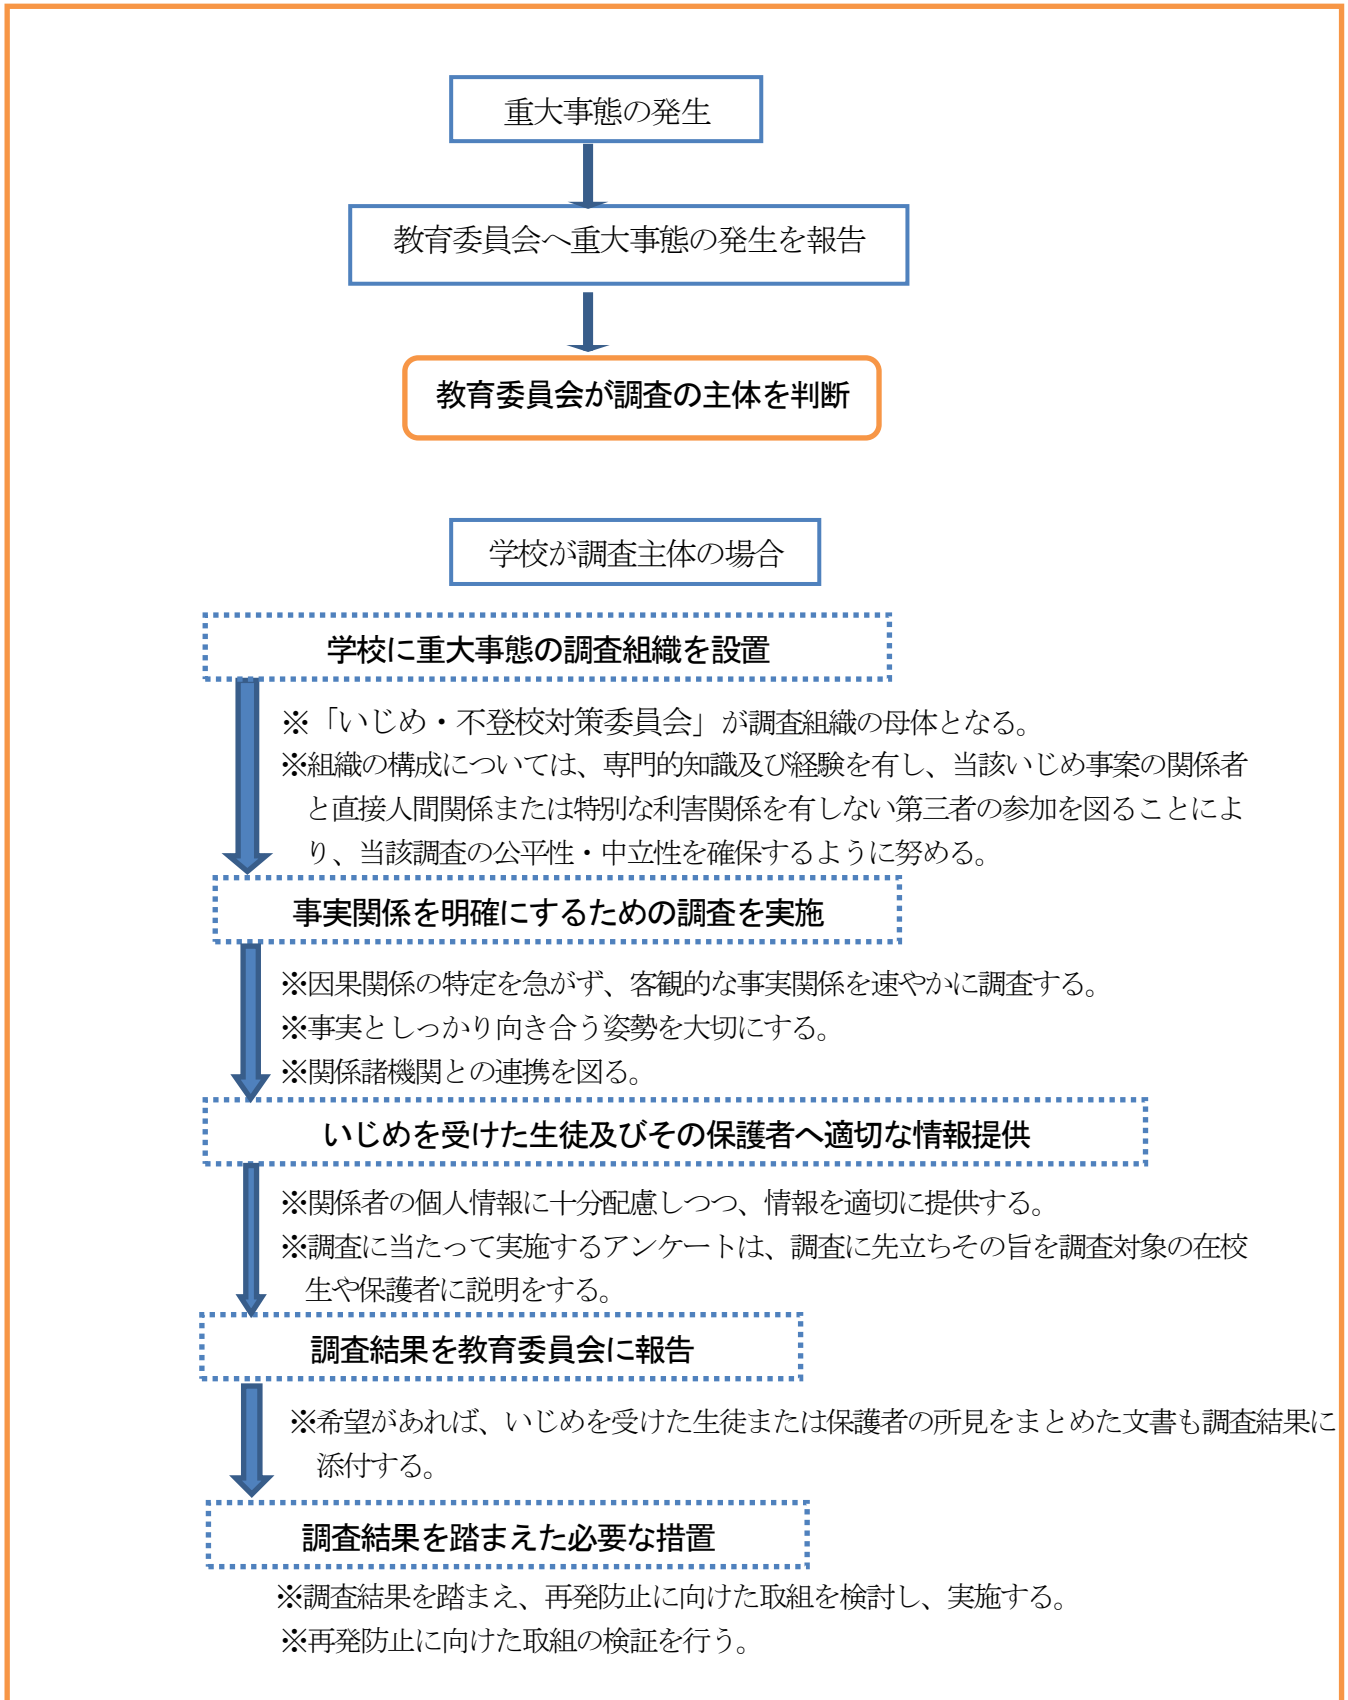 重大事態の発生
教育委員会へ重大事態の発生を報告
教育委員会が調査の主体を判断
学校が調査主体の場合
学校に重大事態の調査組織を設置
※「いじめ・不登校対策委員会」が調査組織の母体となる。
※組織の構成については、専門的知識及び経験を有し、当該いじめ事案の関係者
と直接人間関係または特別な利害関係を有しない第三者の参加を図ることによ
り、当該調査の公平性・中立性を確保するように努める。
事実関係を明確にするための調査を実施
※因果関係の特定を急がず、客観的な事実関係を速やかに調査する。
※事実としっかり向き合う姿勢を大切にする。
※関係諸機関との連携を図る。
いじめを受けた生徒及びその保護者へ適切な情報提供
※関係者の個人情報に十分配慮しつつ、情報を適切に提供する。
※調査に当たって実施するアンケートは、調査に先立ちその旨を調査対象の在校
生や保護者に説明をする。
調査結果を教育委員会に報告
※希望があれば、いじめを受けた生徒または保護者の所見をまとめた文書も調査結果に
添付する。
調査結果を踏まえた必要な措置
※調査結果を踏まえ、再発防止に向けた取組を検討し、実施する。
※再発防止に向けた取組の検証を行う。